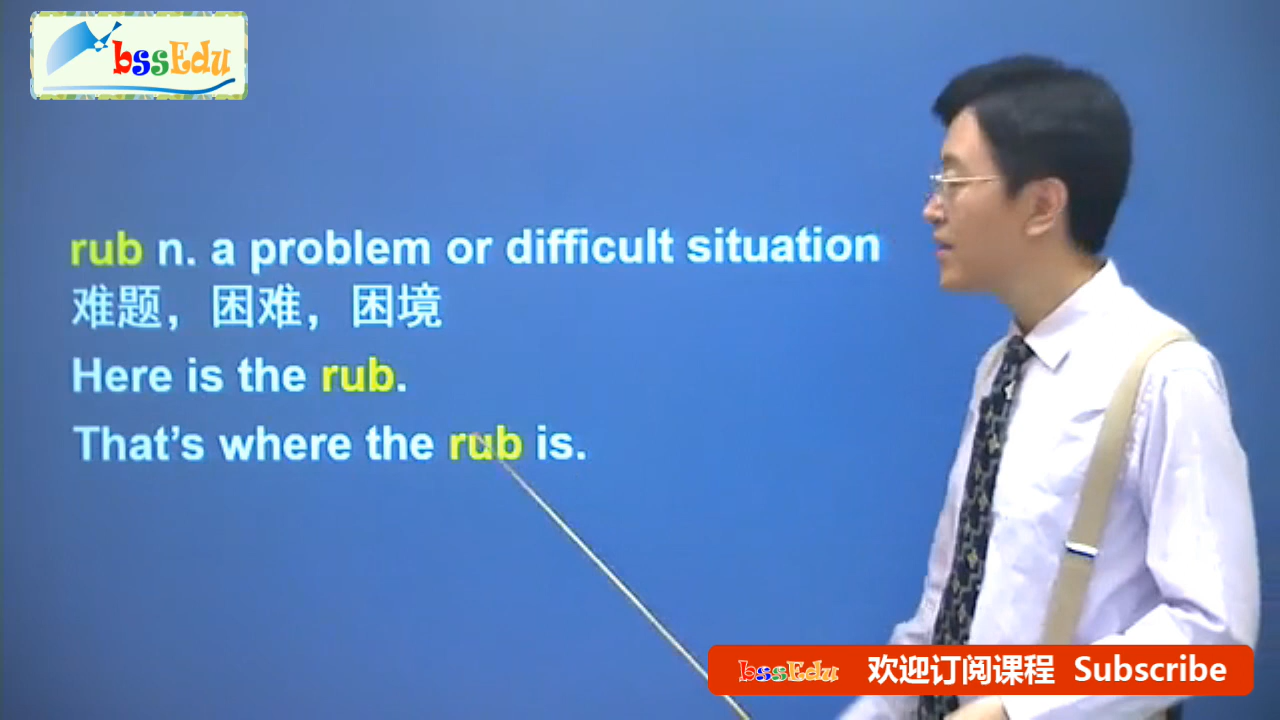 bssEdu
rub n. a problem or difficult situation
难题，困难，困境
Here is the rub.
That’s where the rub is.
bssEdu 欢迎订阅课程 Subscribe